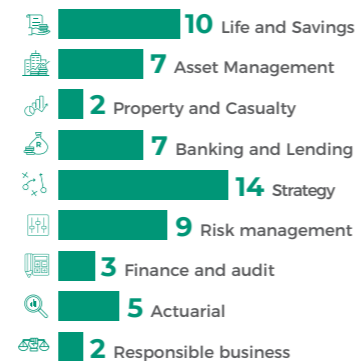 10 Life and Savings
7 Asset Management
2 Property and Casualty
7 Banking and Lending
14 Strategy
9 Risk management
3 Finance and audit
5 Actuarial
2 Responsible business